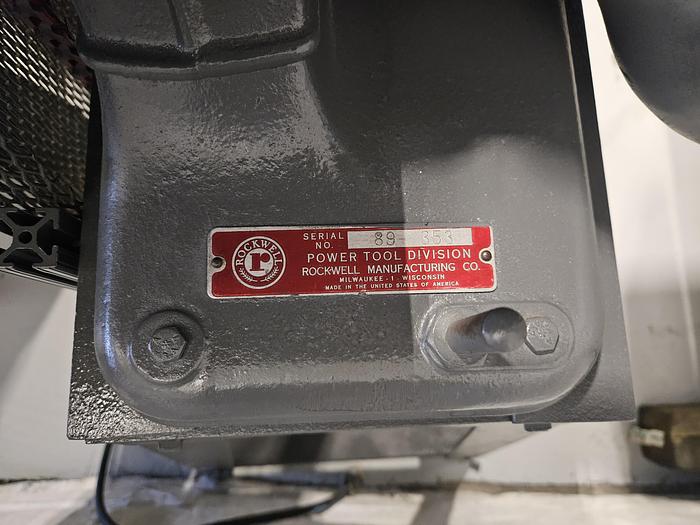 SERIAL NO. 89- 353
POWER TOOL DIVISION
ROCKWELL MANUFACTURING CO.
MILWAUKEE - 1 - WISCONSIN
MADE IN THE UNITED STATES OF AMERICA
ROCKWELL
r